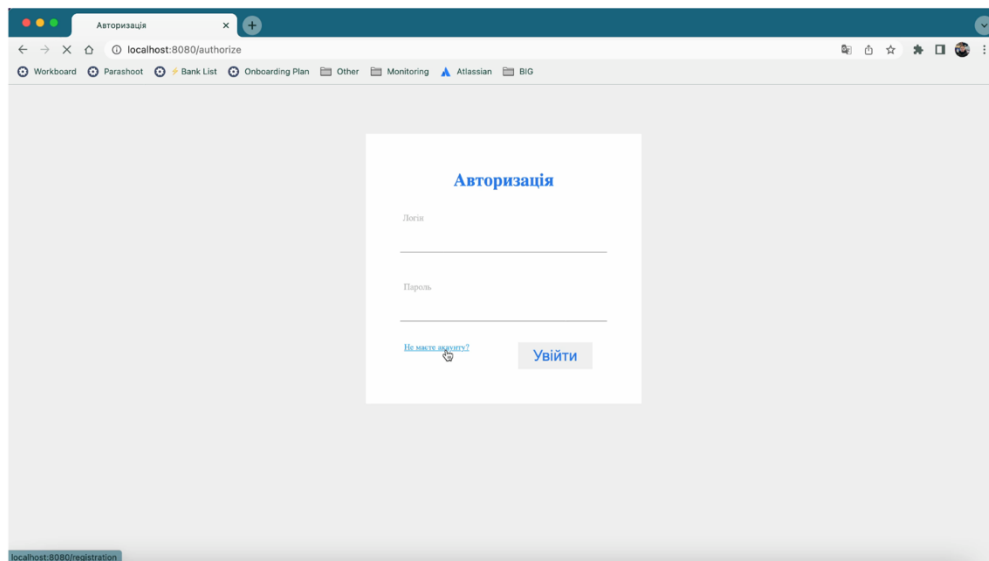 Авторизація
localhost:8080/authorize
Workboard Parashoot ⚡Bank List Onboarding Plan Other Monitoring Atlassian BIG
Авторизація
Логін
Пароль
Не маєте акаунту?
Увійти
localhost:8080/registration